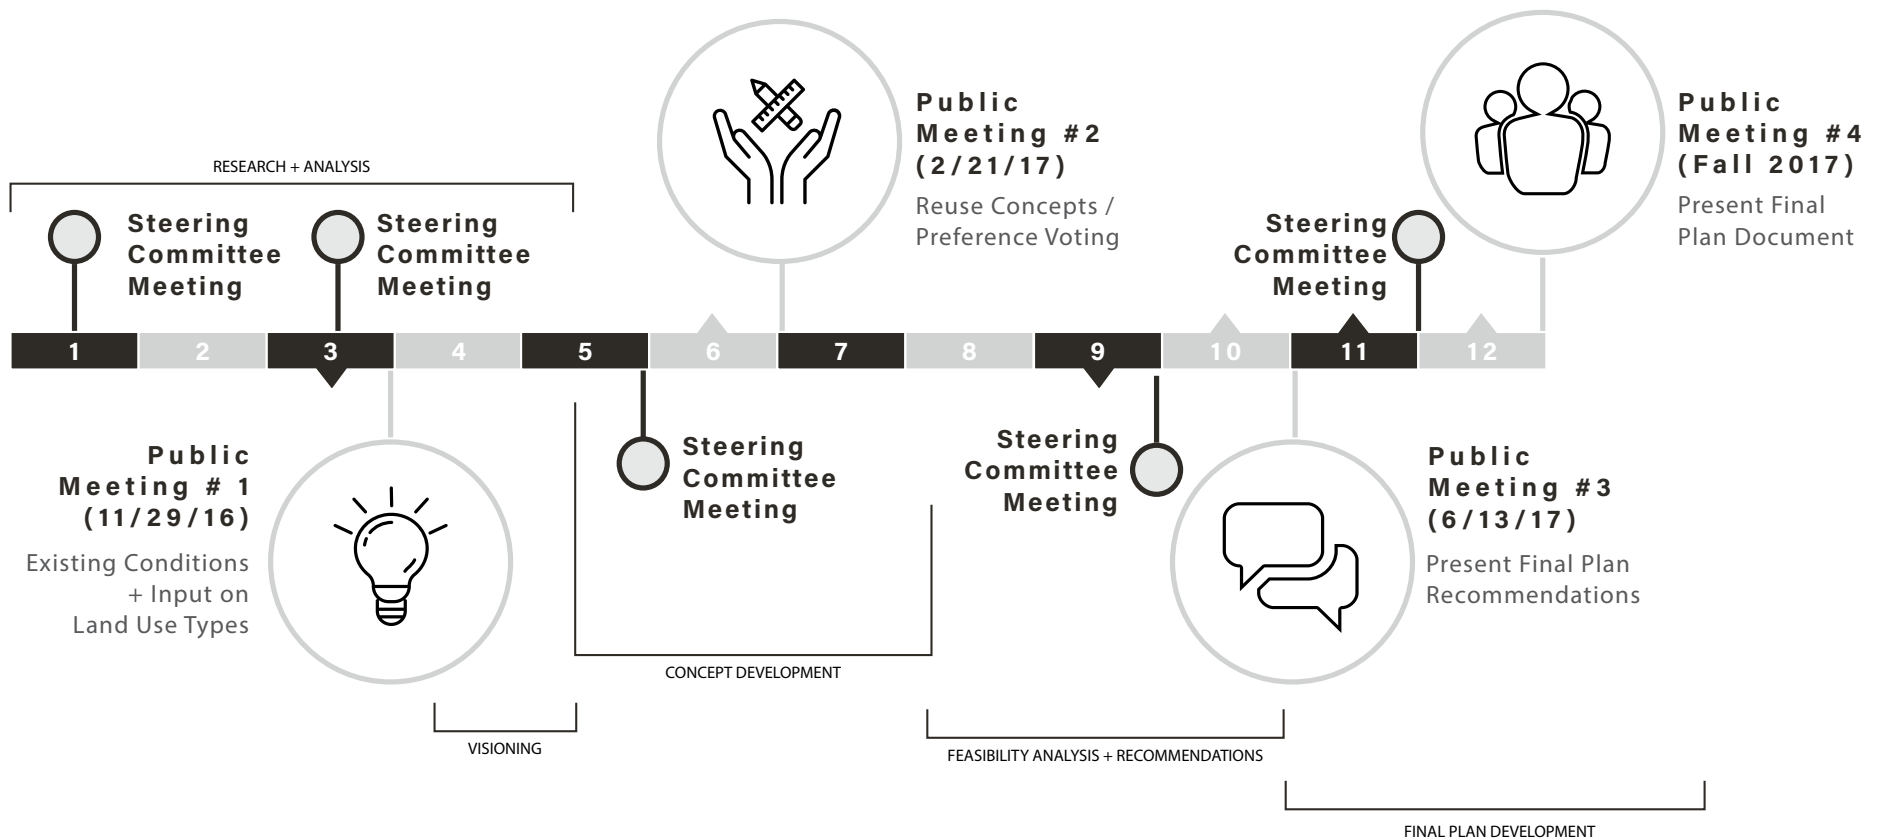 Public
Meeting #2
(2/21/17)
Reuse Concepts /
Preference Voting
Public
Meeting #4
(Fall 2017)
Present Final
Plan Document
RESEARCH + ANALYSIS
Steering
Committee
Meeting
Steering
Committee
Meeting
Steering
Committee
Meeting
1 2 3 4 5 6 7 8 9 10 11 12
Public
Meeting # 1
(11/29/16)
Existing Conditions
+ Input on
Land Use Types
Steering
Committee
Meeting
Steering
Committee
Meeting
Public
Meeting #3
(6/13/17)
Present Final Plan
Recommendations
CONCEPT DEVELOPMENT
VISIONING
FEASIBILITY ANALYSIS + RECOMMENDATIONS
FINAL PLAN DEVELOPMENT